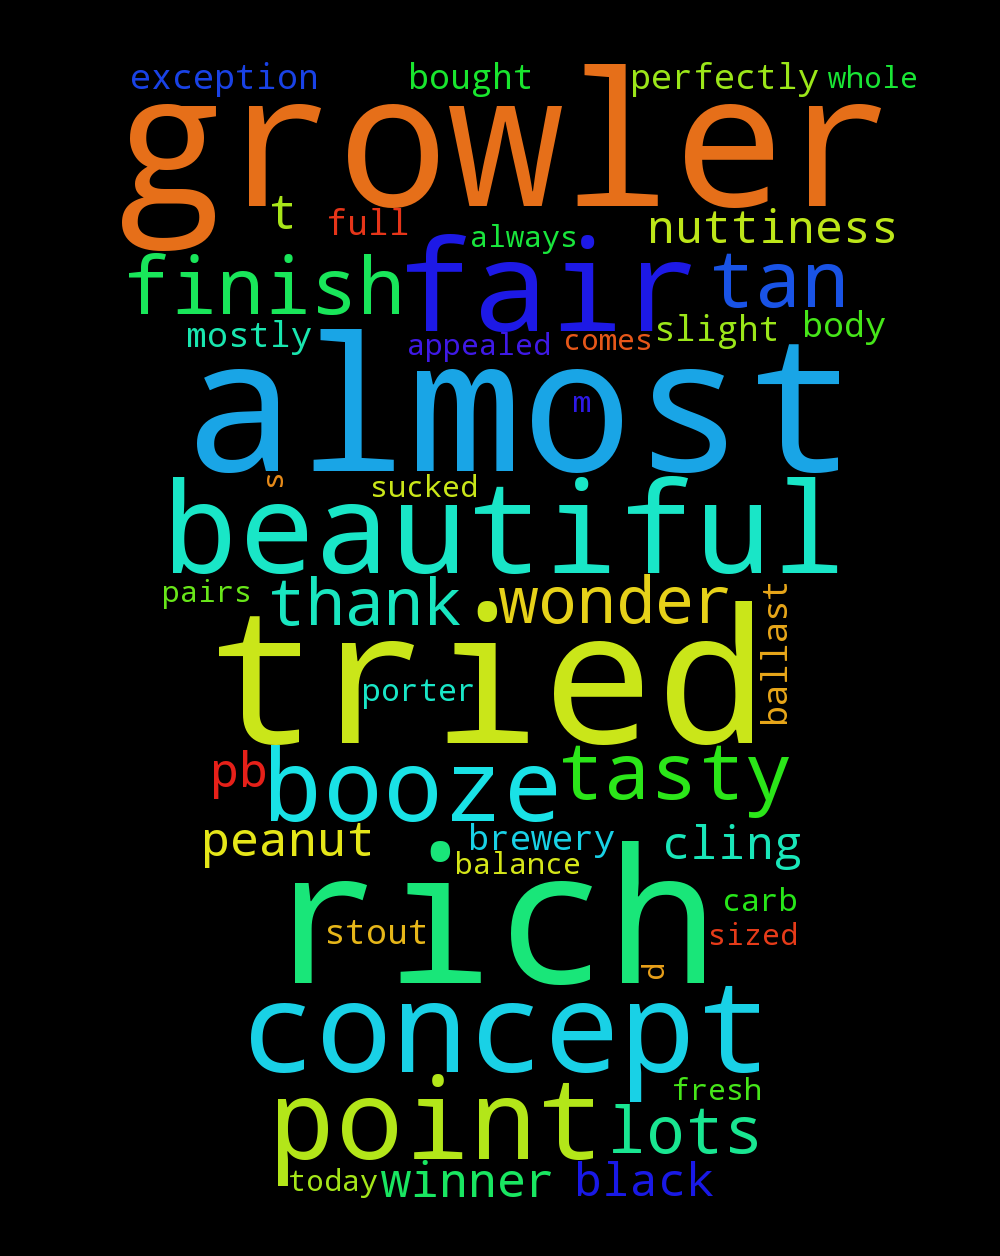 exception bought perfectly whole
growler
t full always nuttiness
finish fair tan
mostly appealed comes slight body
almost
m
s sucked
beautiful
pairs thank wonder ballast
tried
porter
pb booze tasty
peanut brewery cling
balance
rich
carb
stout sized
d
concept
fresh
point lots
today winner black